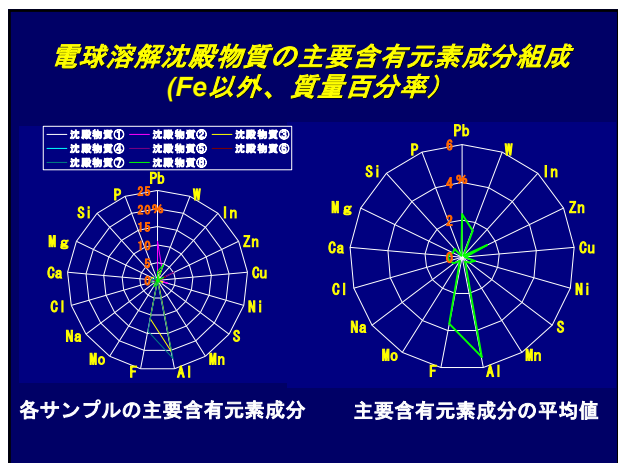 電球溶解沈殿物質の主要含有元素成分組成
(Fe以外、質量百分率）
沈殿物質① 沈殿物質② 沈殿物質③
沈殿物質④ 沈殿物質⑤ 沈殿物質⑥
沈殿物質⑦ 沈殿物質⑧
Pb
W
In
Zn
Cu
Ni
S
Mn
Al
F
Mo
Na
Cl
Ca
Mg
Si
P
25
20%
15
10
5
0
Pb
W
In
Zn
Cu
Ni
S
Mn
Al
F
Mo
Na
Cl
Ca
Mg
Si
P
6
4 %
2
0
各サンプルの主要含有元素成分
主要含有元素成分の平均値